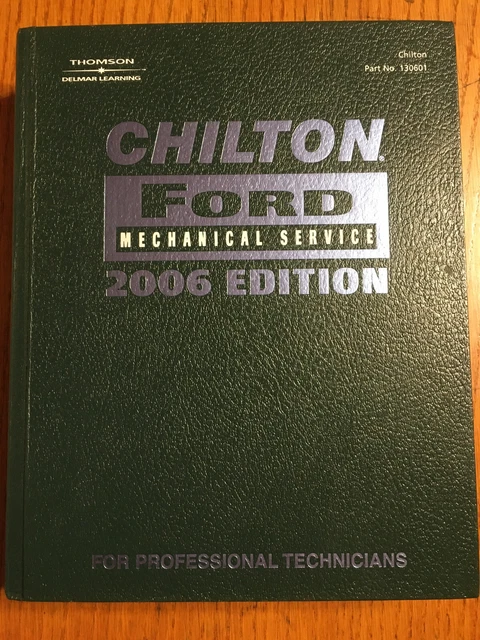 THOMSON
DELMAR LEARNING
Chilton
Part No. 130601
CHILTON®
FORD
MECHANICAL SERVICE
2006 EDITION
FOR PROFESSIONAL TECHNICIANS